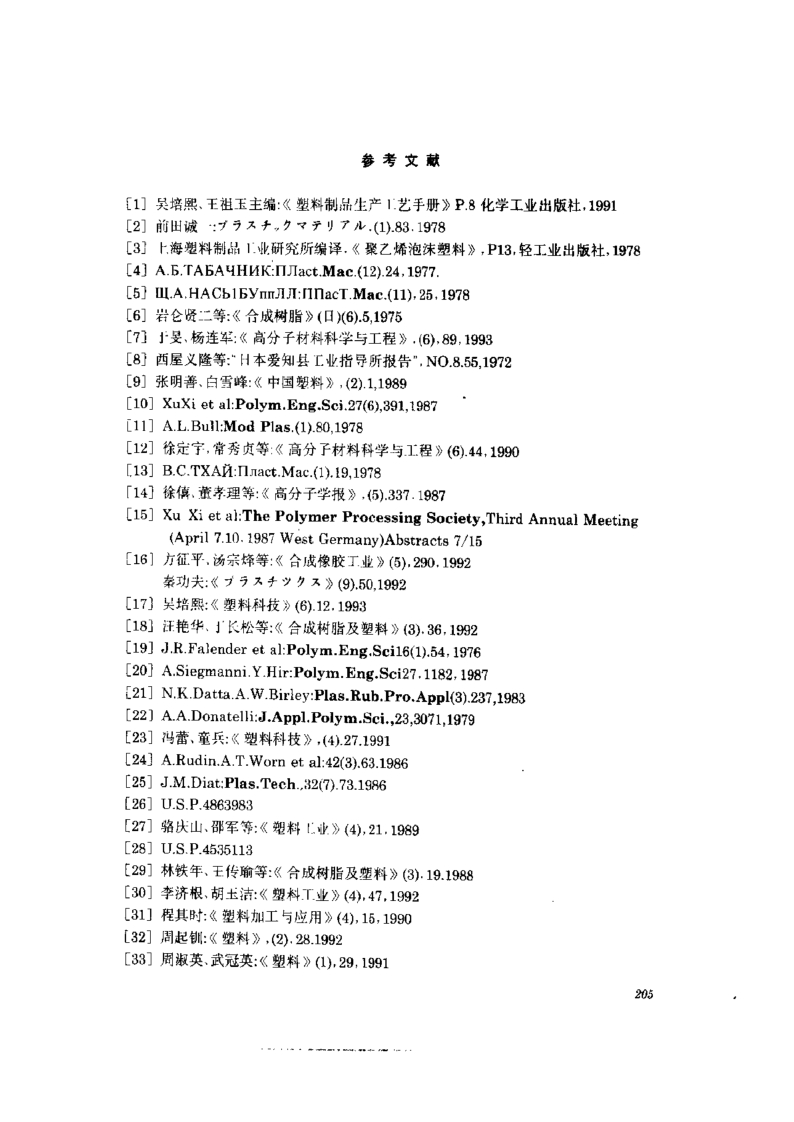 参考文献
[1] 吴培熙、王祖玉主编:《塑料制品生产工艺手册》P.8 化学工业出版社,1991
[2] 前田诚一:プラスチックマテリアル.(1).83.1978
[3] 上海塑料制品工业研究所编译.《聚乙烯泡沫塑料》,P13,轻工业出版社,1978
[4] А.Б.ТАБАЧНИК:ПЛаст.Mac.(12).24,1977.
[5] Щ.А.НАСЫБУппЛЛ:ППасТ.Mac.(11),25,1978
[6] 岩仑贤二等:《合成树脂》(日)(6).5,1975
[7] 于旻、杨连军:《高分子材料科学与工程》,(6),89,1993
[8] 西屋义隆等:“日本爱知县工业指导所报告”,NO.8.55,1972
[9] 张明善、白雪峰:《中国塑料》,(2).1,1989
[10] XuXi et al:Polym.Eng.Sci.27(6),391,1987
[11] A.L.Bull:Mod Plas.(1).80,1978
[12] 徐定宇,常秀贞等:《高分子材料科学与工程》(6).44,1990
[13] В.С.ТХАЙ:Пласт.Mac.(1).19,1978
[14] 徐僖、董孝理等:《高分子学报》.(5).337.1987
[15] Xu Xi et al:The Polymer Processing Society,Third Annual Meeting
(April 7.10.1987 West Germany)Abstracts 7/15
[16] 方征平,汤宗烽等:《合成橡胶工业》(5),290.1992
秦功夫:《プラスチツクス》(9).50,1992
[17] 吴培熙:《塑料科技》(6).12.1993
[18] 汪艳华、于长松等:《合成树脂及塑料》(3).36,1992
[19] J.R.Falender et al:Polym.Eng.Sci16(1).54,1976
[20] A.Siegmanni.Y.Hir:Polym.Eng.Sci27.1182,1987
[21] N.K.Datta.A.W.Birley:Plas.Rub.Pro.Appl(3).237,1983
[22] A.A.Donatelli:J.Appl.Polym.Sci.,23,3071,1979
[23] 冯蕾、童兵:《塑料科技》,(4).27.1991
[24] A.Rudin.A.T.Worn et al:42(3).63.1986
[25] J.M.Diat:Plas.Tech.,32(7).73.1986
[26] U.S.P.4863983
[27] 骆庆山、邵军等:《塑料工业》(4),21,1989
[28] U.S.P.4535113
[29] 林铁年、王传瑜等:《合成树脂及塑料》(3).19.1988
[30] 李济根、胡玉洁:《塑料工业》(4),47,1992
[31] 程其时:《塑料加工与应用》(4),15,1990
[32] 周起钏:《塑料》,(2).28.1992
[33] 周淑英、武冠英:《塑料》(1),29,1991
205